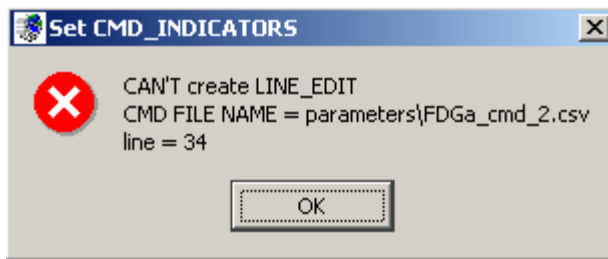 Set CMD_INDICATORS
CAN'T create LINE_EDIT
CMD FILE NAME = parameters\FDGa_cmd_2.csv
line = 34
OK